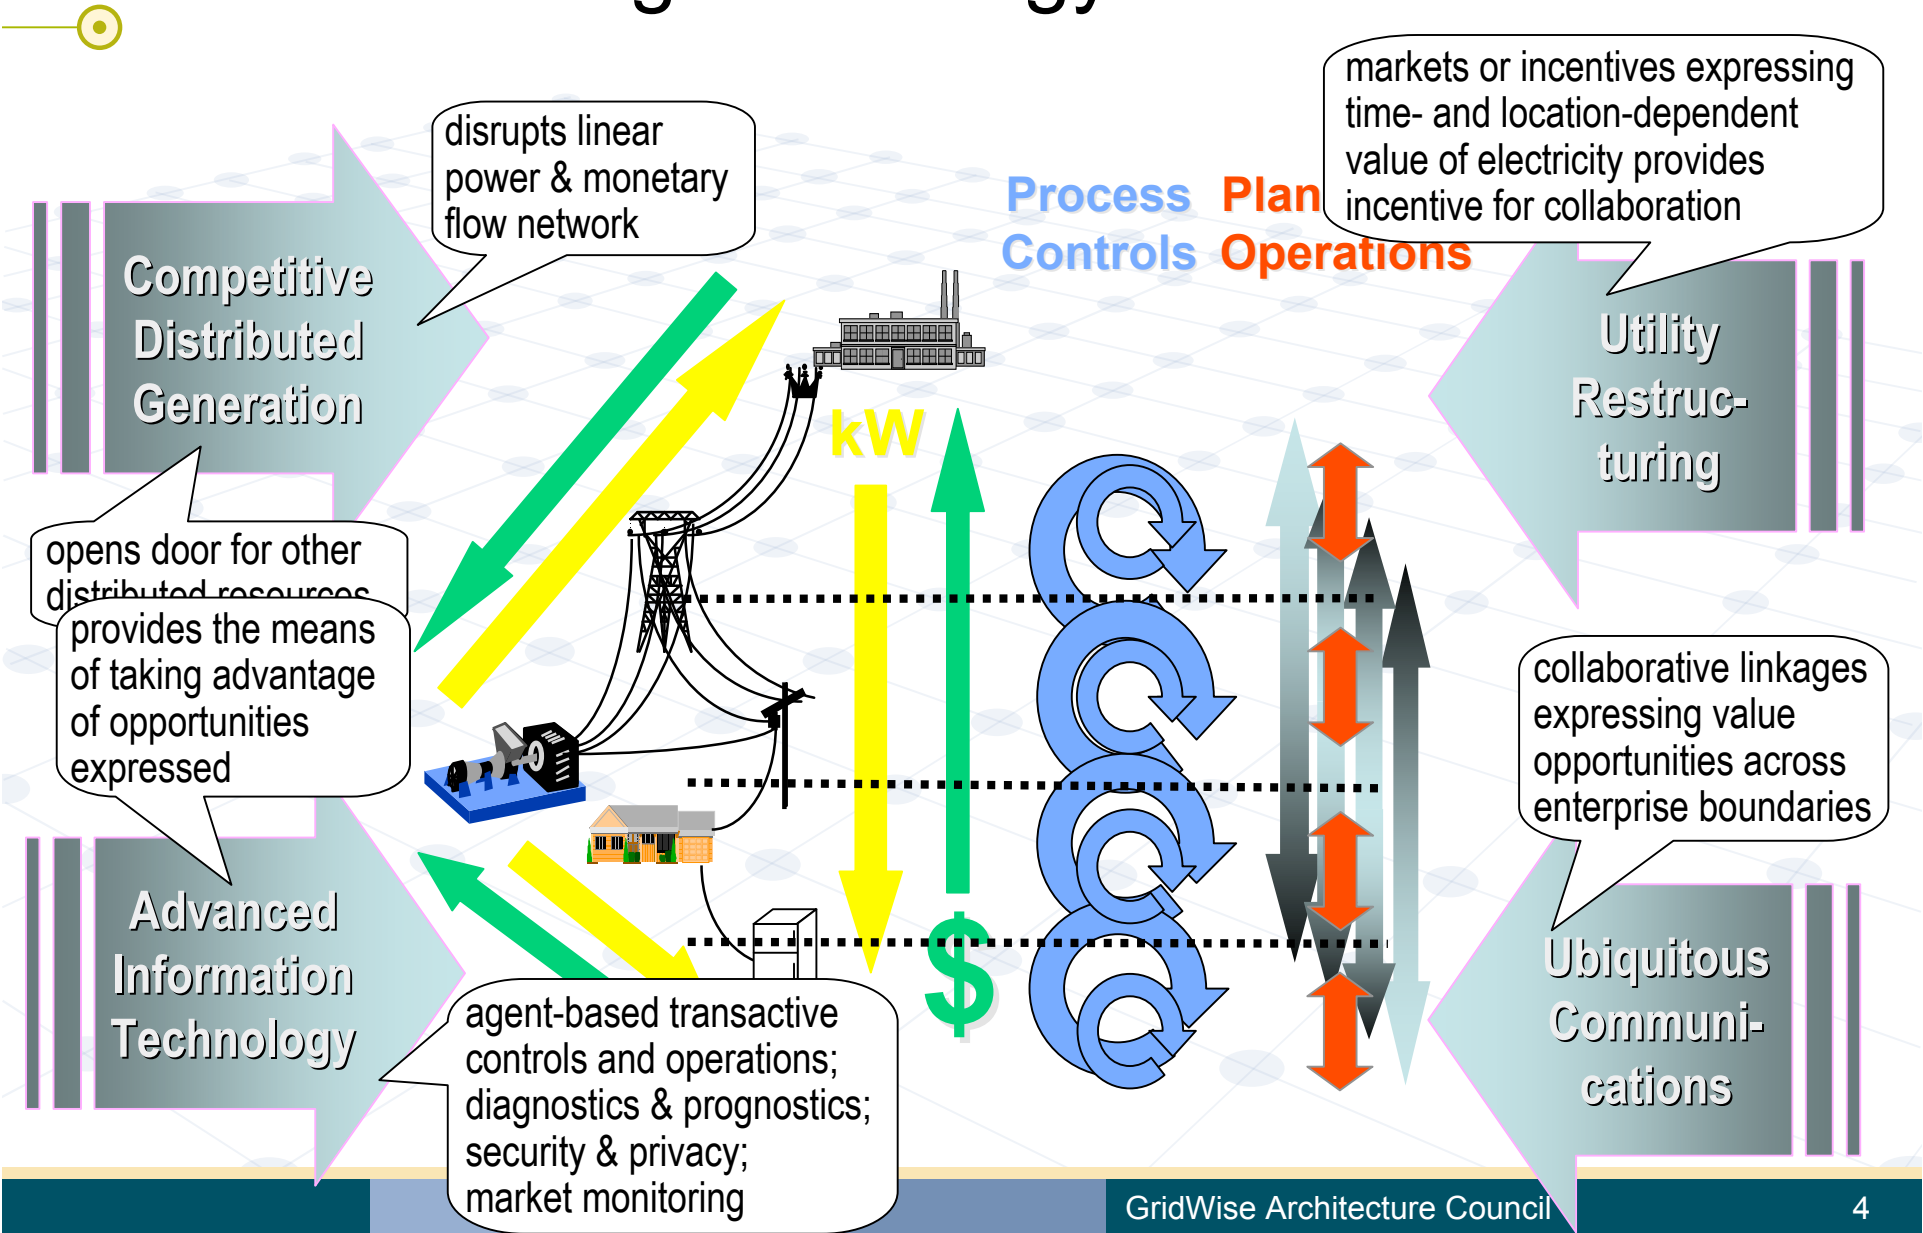 disrupts linear
power & monetary
flow network
markets or incentives expressing
time- and location-dependent
value of electricity provides
incentive for collaboration
Process Plan
Controls Operations
Competitive
Distributed
Generation
Utility
Restruc-
turing
kW
opens door for other
distributed resources
provides the means
of taking advantage
of opportunities
expressed
collaborative linkages
expressing value
opportunities across
enterprise boundaries
Advanced
Information
Technology
$
Ubiquitous
Communi-
cations
agent-based transactive
controls and operations;
diagnostics & prognostics;
security & privacy;
market monitoring
GridWise Architecture Council
4